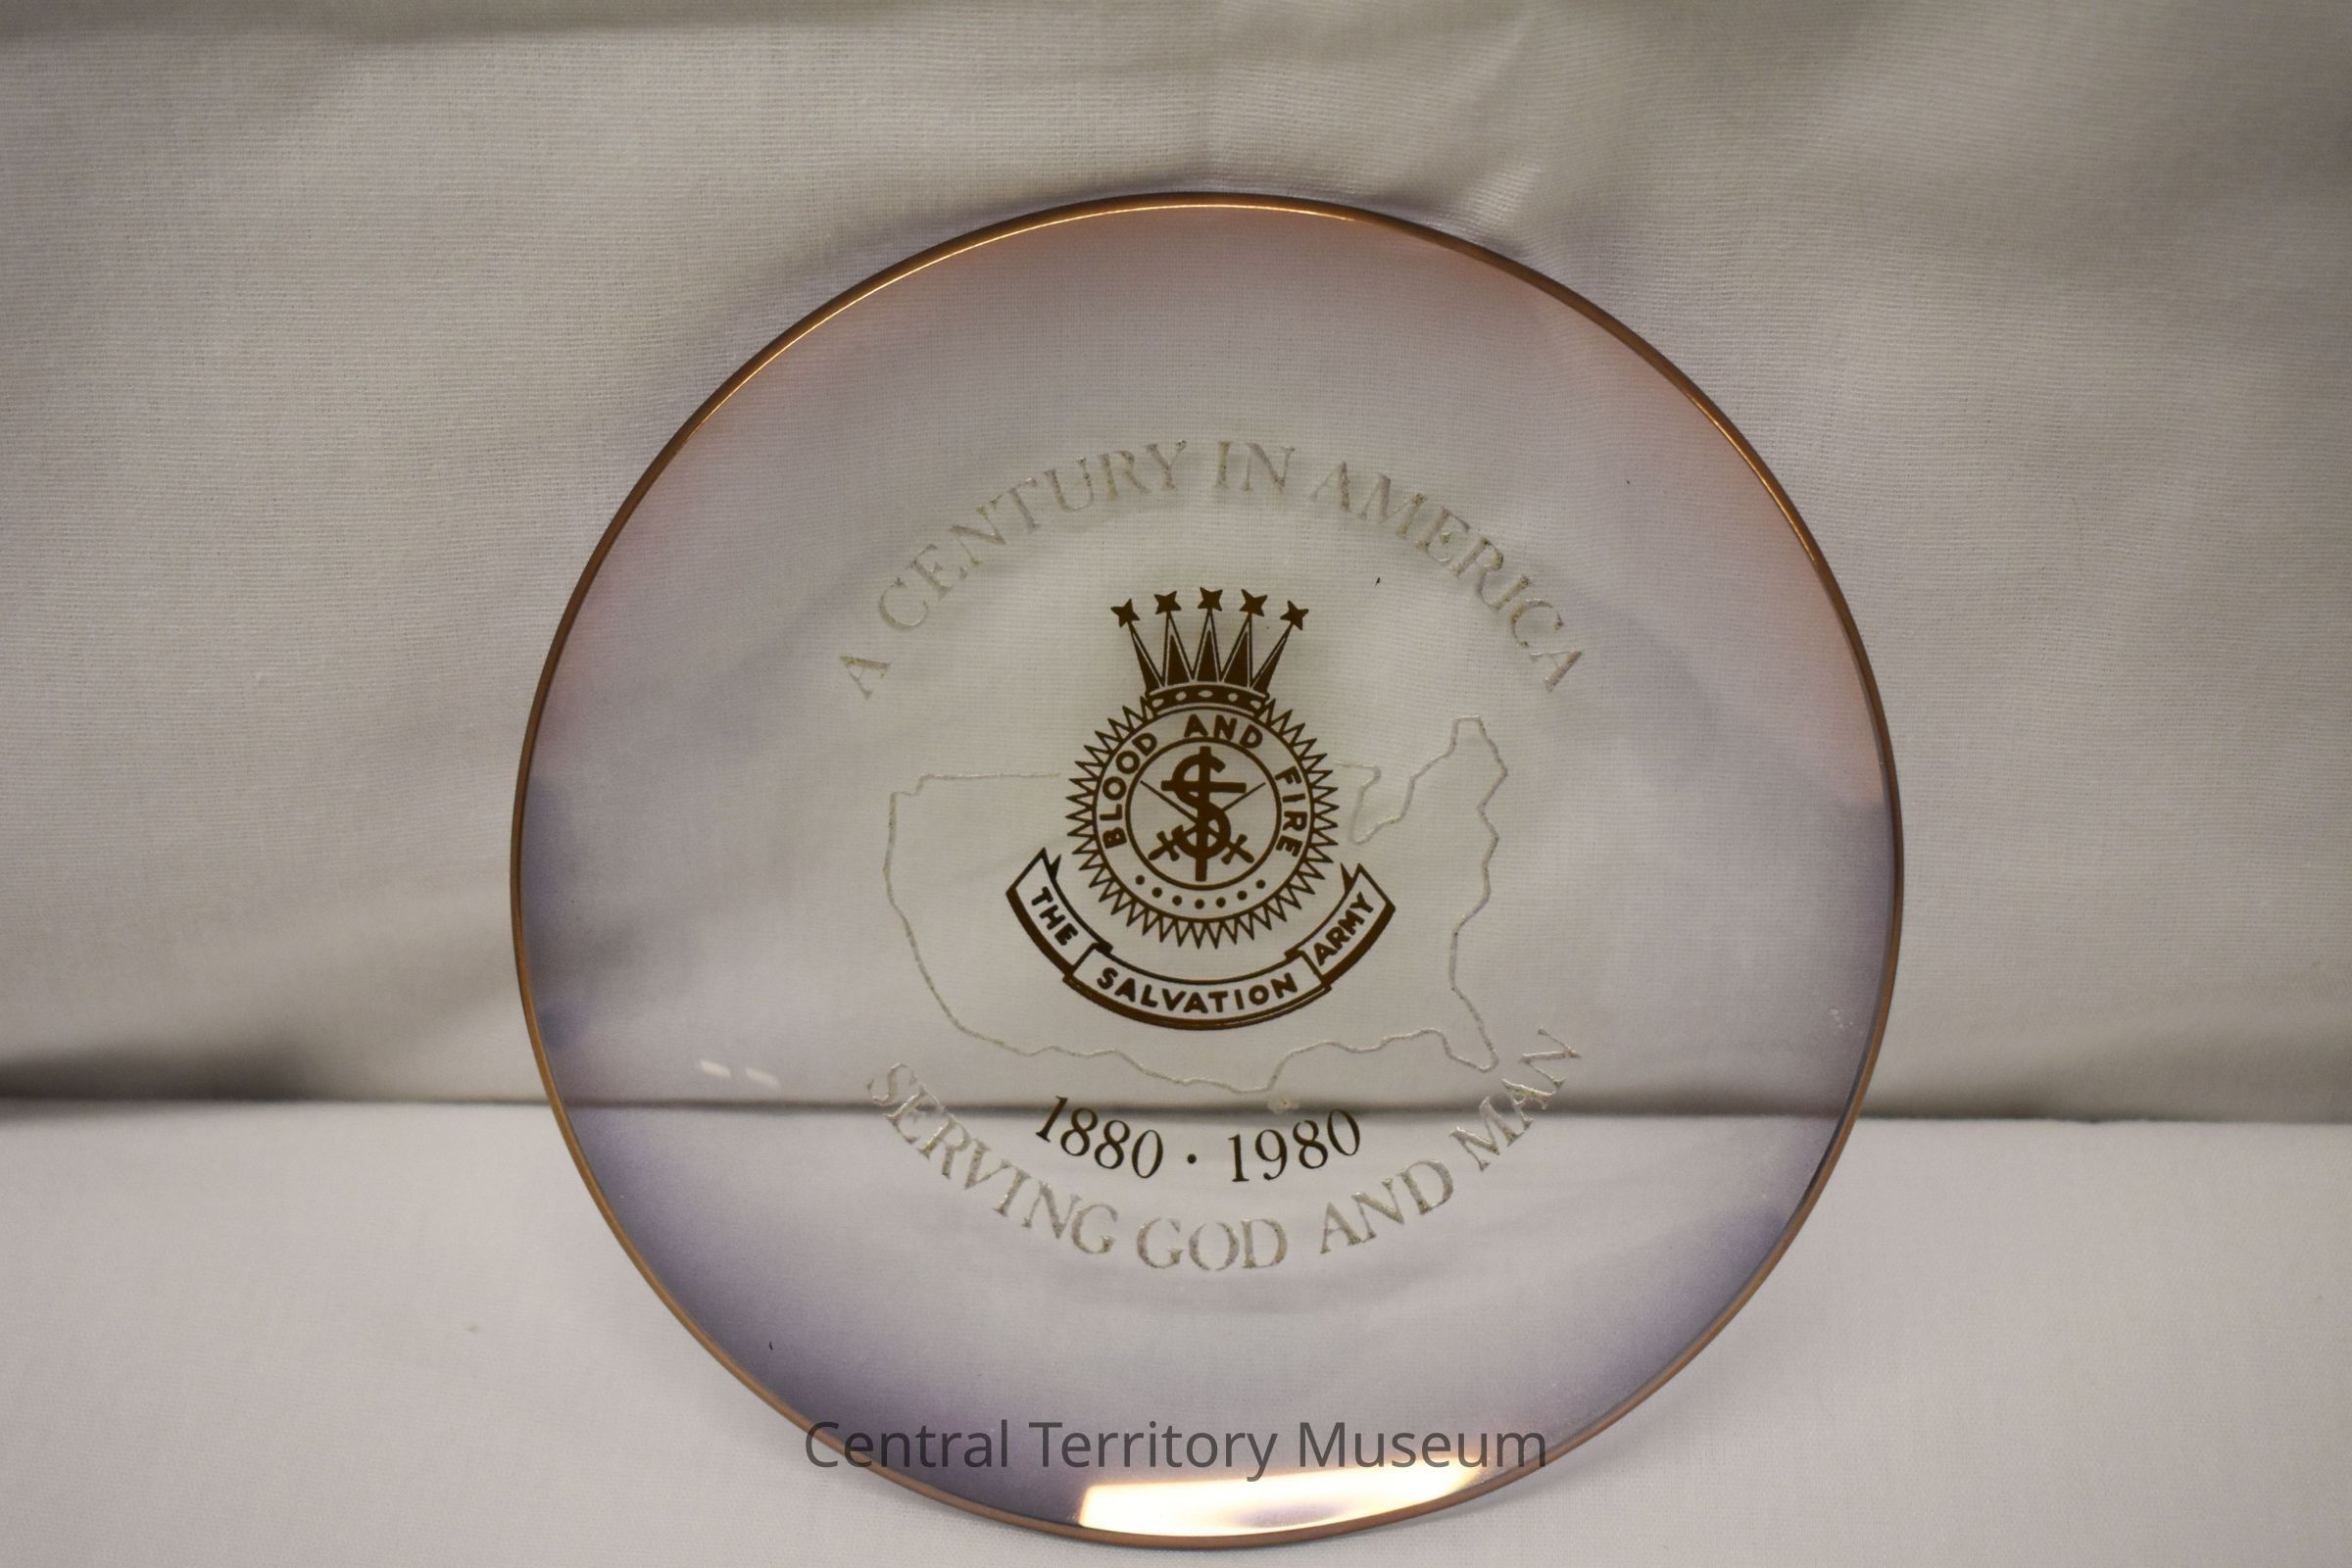 A CENTURY IN AMERICA
BLOOD AND FIRE
S
THE SALVATION ARMY
1880 · 1980
SERVING GOD AND MAN
Central Territory Museum